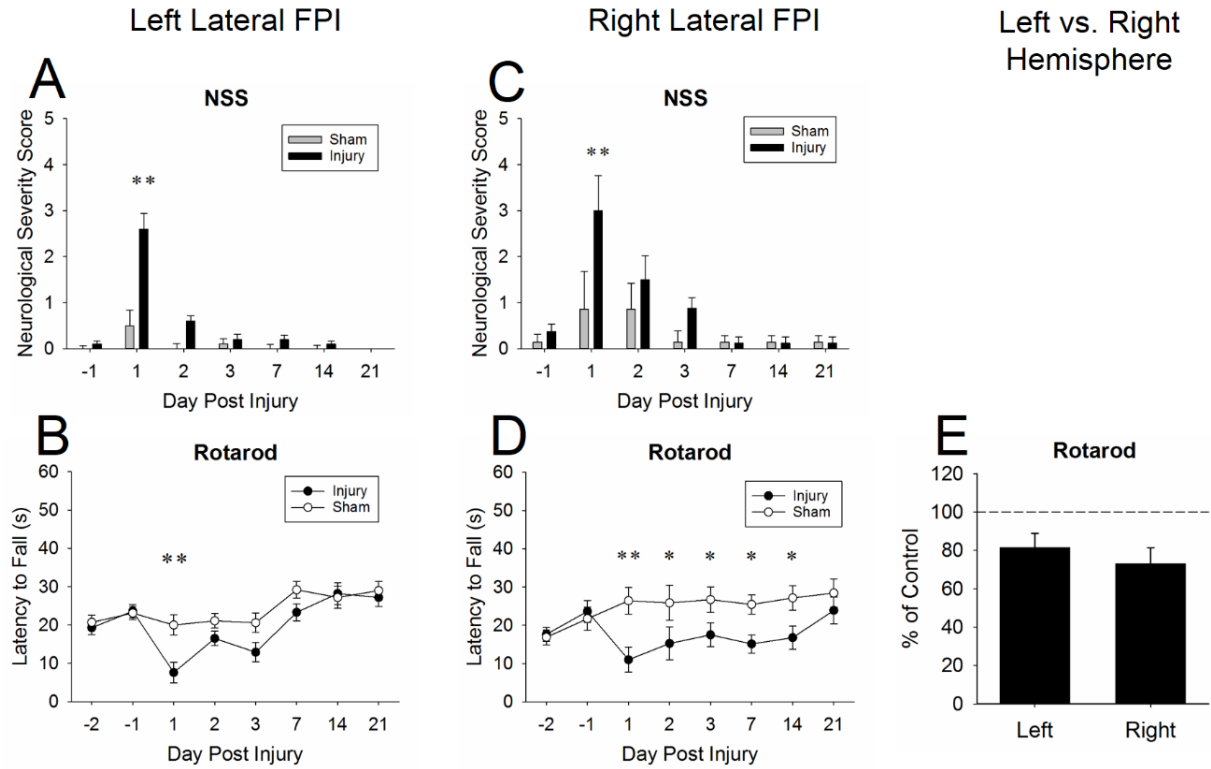 Left Lateral FPI
Right Lateral FPI
Left vs. Right
Hemisphere
A
NSS
Neurological Severity Score
5
4
3
2
1
0
Sham
Injury
**
-1 1 2 3 7 14 21
Day Post Injury
C
NSS
Neurological Severity Score
5
4
3
2
1
0
Sham
Injury
**
-1 1 2 3 7 14 21
Day Post Injury
B
Rotarod
Latency to Fall (s)
60
50
40
30
20
10
0
Injury
Sham
**
-2 -1 1 2 3 7 14 21
Day Post Injury
D
Rotarod
Latency to Fall (s)
60
50
40
30
20
10
0
Injury
Sham
** * * * *
-2 -1 1 2 3 7 14 21
Day Post Injury
E
Rotarod
% of Control
120
100
80
60
40
20
0
Left Right